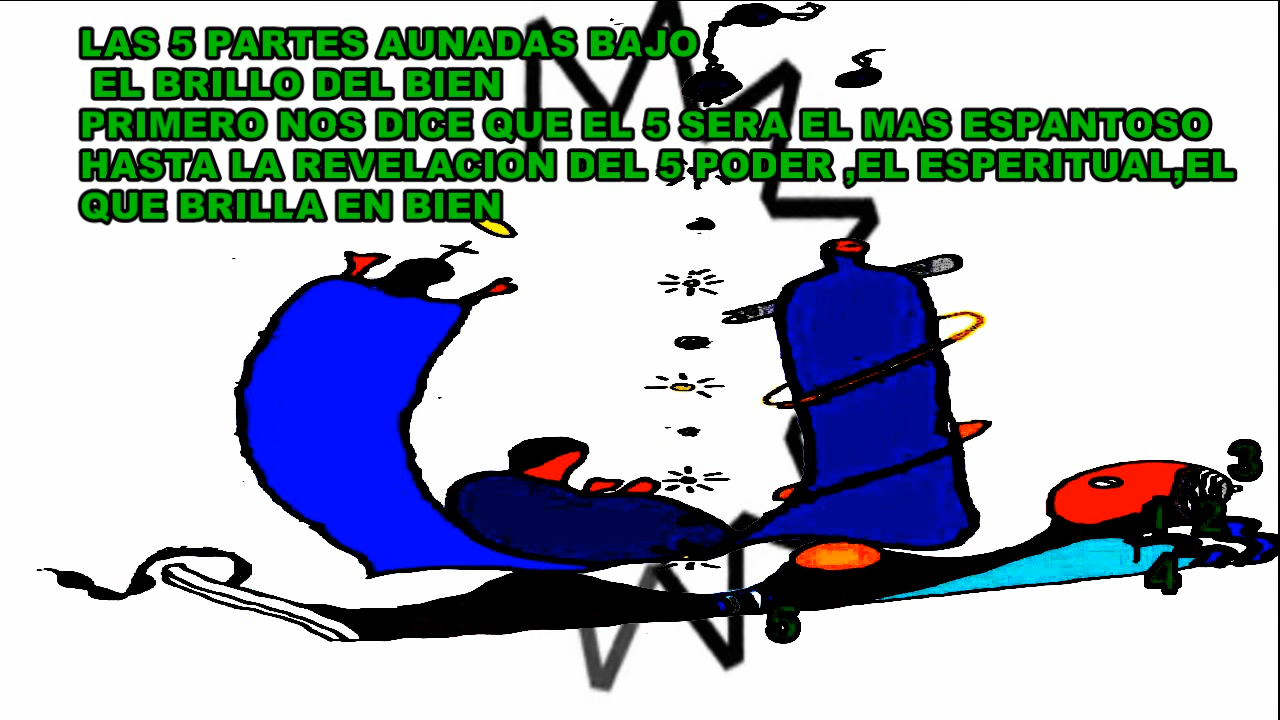 LAS 5 PARTES AUNADAS BAJO
EL BRILLO DEL BIEN
PRIMERO NOS DICE QUE EL 5 SERA EL MAS ESPANTOSO
HASTA LA REVELACION DEL 5 PODER ,EL ESPERITUAL,EL
QUE BRILLA EN BIEN
3
1 2
4
5